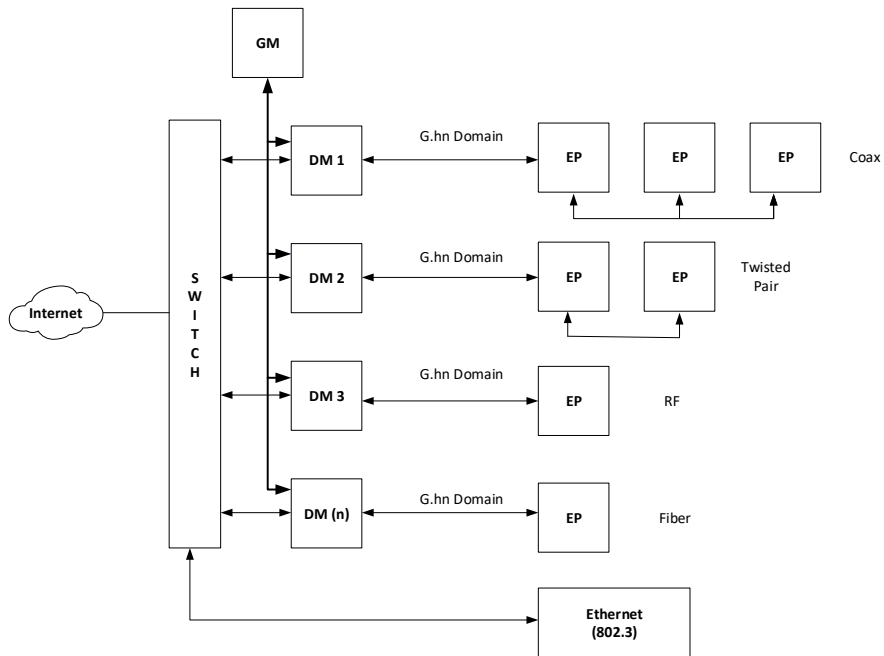 GM
G.hn Domain
DM 1
EP
EP
EP
Coax
G.hn Domain
DM 2
EP
EP
Twisted
Pair
S
W
I
T
C
H
Internet
G.hn Domain
DM 3
EP
RF
G.hn Domain
DM (n)
EP
Fiber
Ethernet
(802.3)